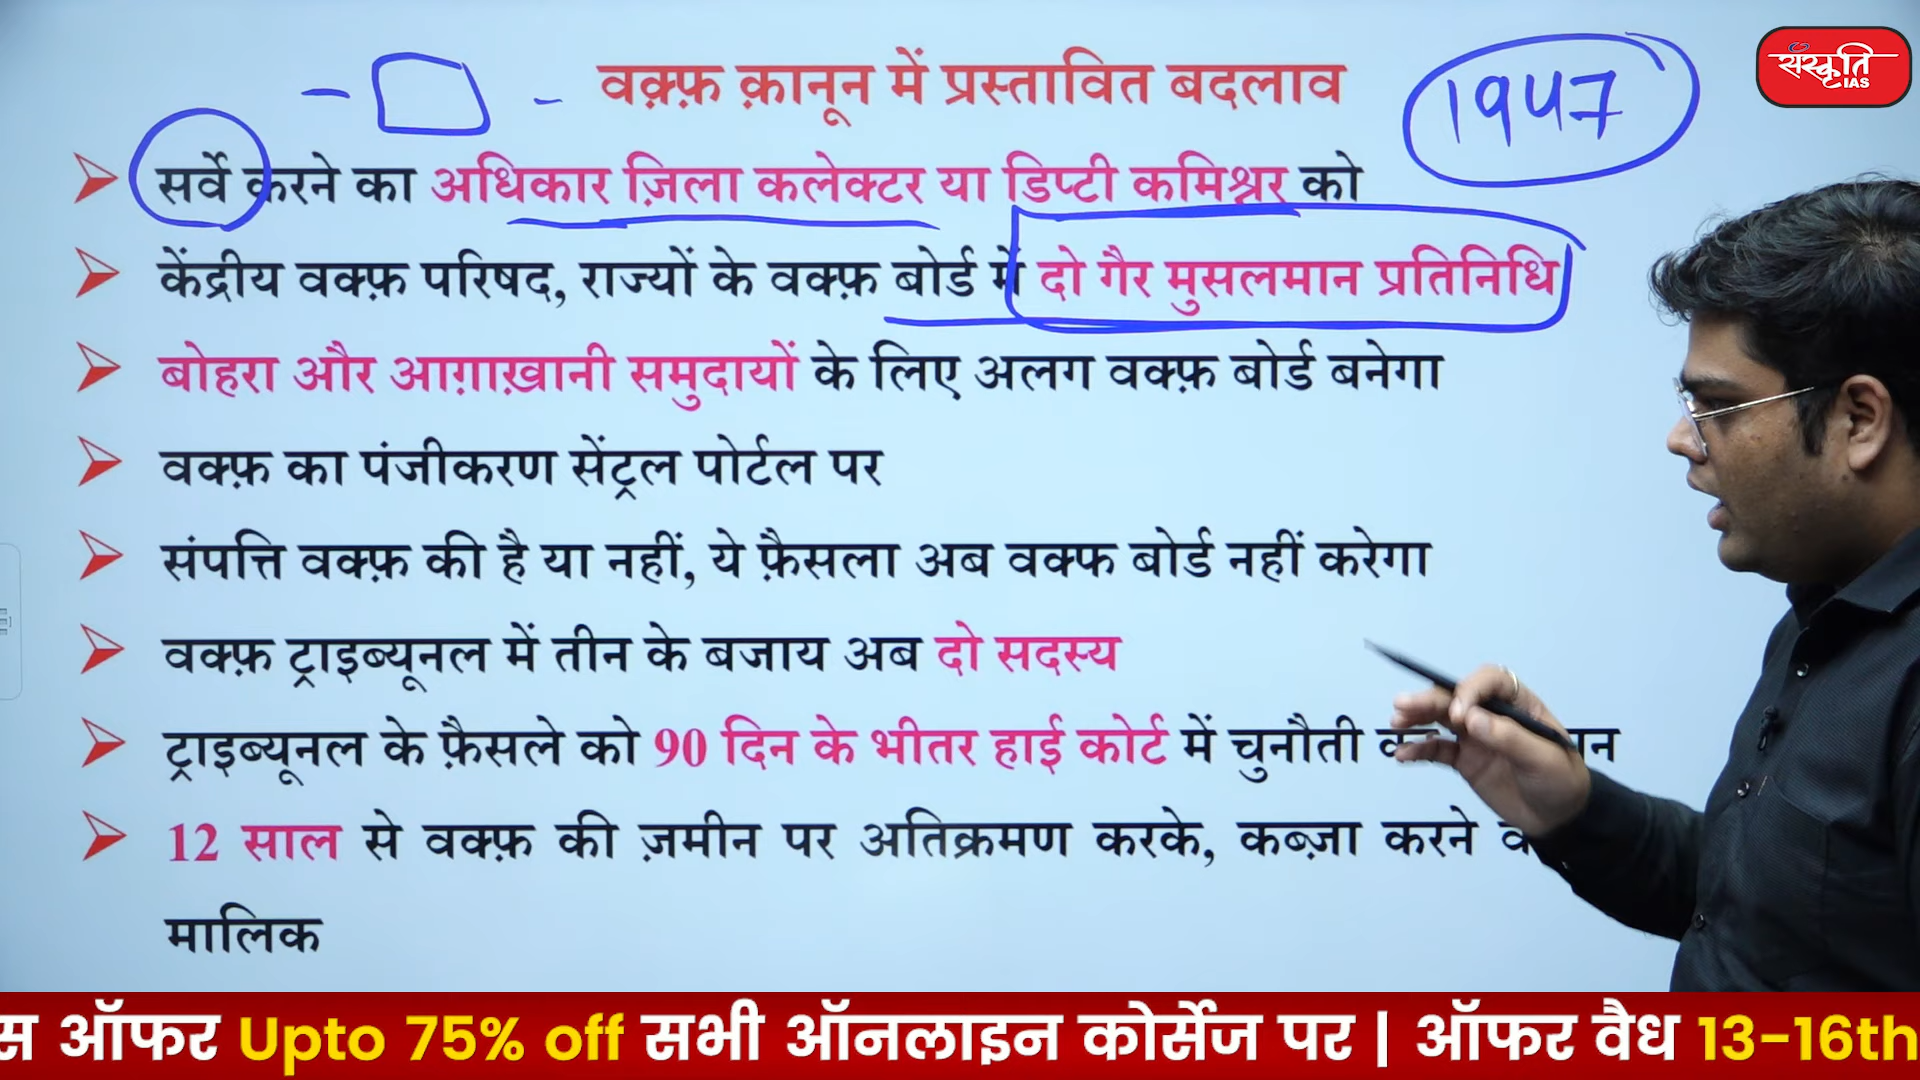 वक़्फ़ क़ानून में प्रस्तावित बदलाव
1947
संस्कृति
IAS
सर्वे करने का अधिकार ज़िला कलेक्टर या डिप्टी कमिश्नर को
केंद्रीय वक्फ़ परिषद, राज्यों के वक्फ़ बोर्ड में दो गैर मुसलमान प्रतिनिधि
बोहरा और आग़ाख़ानी समुदायों के लिए अलग वक्फ़ बोर्ड बनेगा
वक्फ़ का पंजीकरण सेंट्रल पोर्टल पर
संपत्ति वक्फ़ की है या नहीं, ये फ़ैसला अब वक्फ बोर्ड नहीं करेगा
वक्फ़ ट्राइब्यूनल में तीन के बजाय अब दो सदस्य
ट्राइब्यूनल के फ़ैसले को 90 दिन के भीतर हाई कोर्ट में चुनौती
12 साल से वक्फ़ की ज़मीन पर अतिक्रमण करके, कब्ज़ा करने
मालिक
ऑफर Upto 75% off सभी ऑनलाइन कोर्सेज पर | ऑफर वैध 13-16th